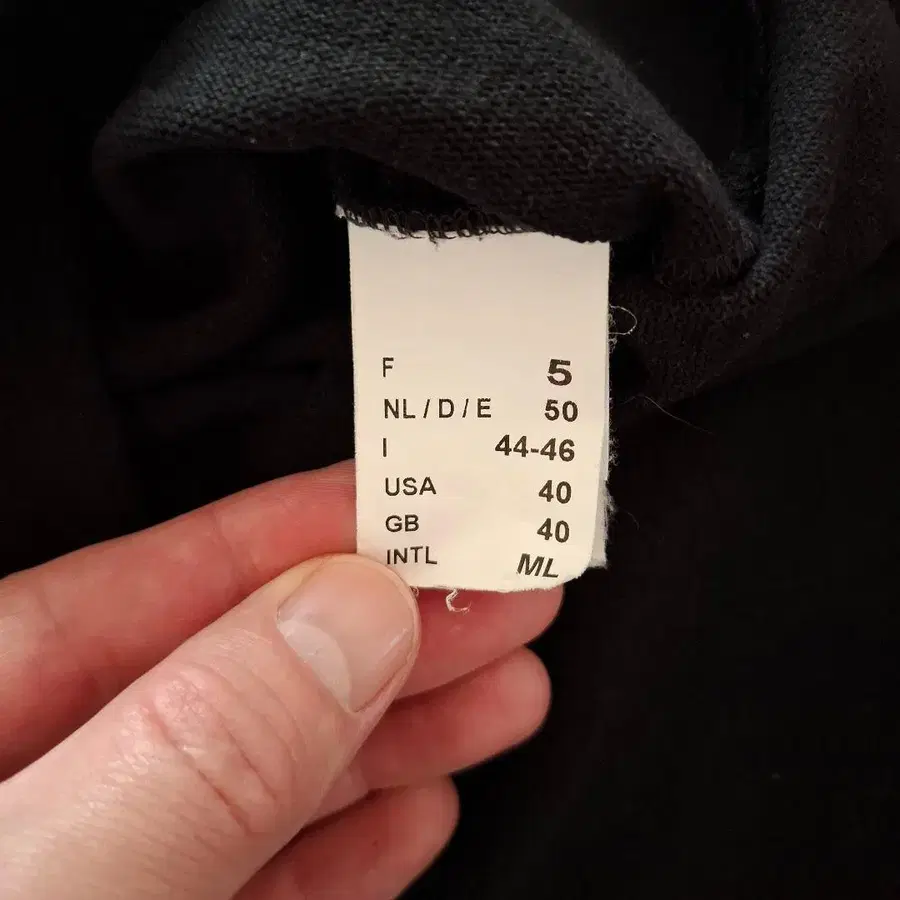 F 5
NL / D / E 50
I 44-46
USA 40
GB 40
INTL ML